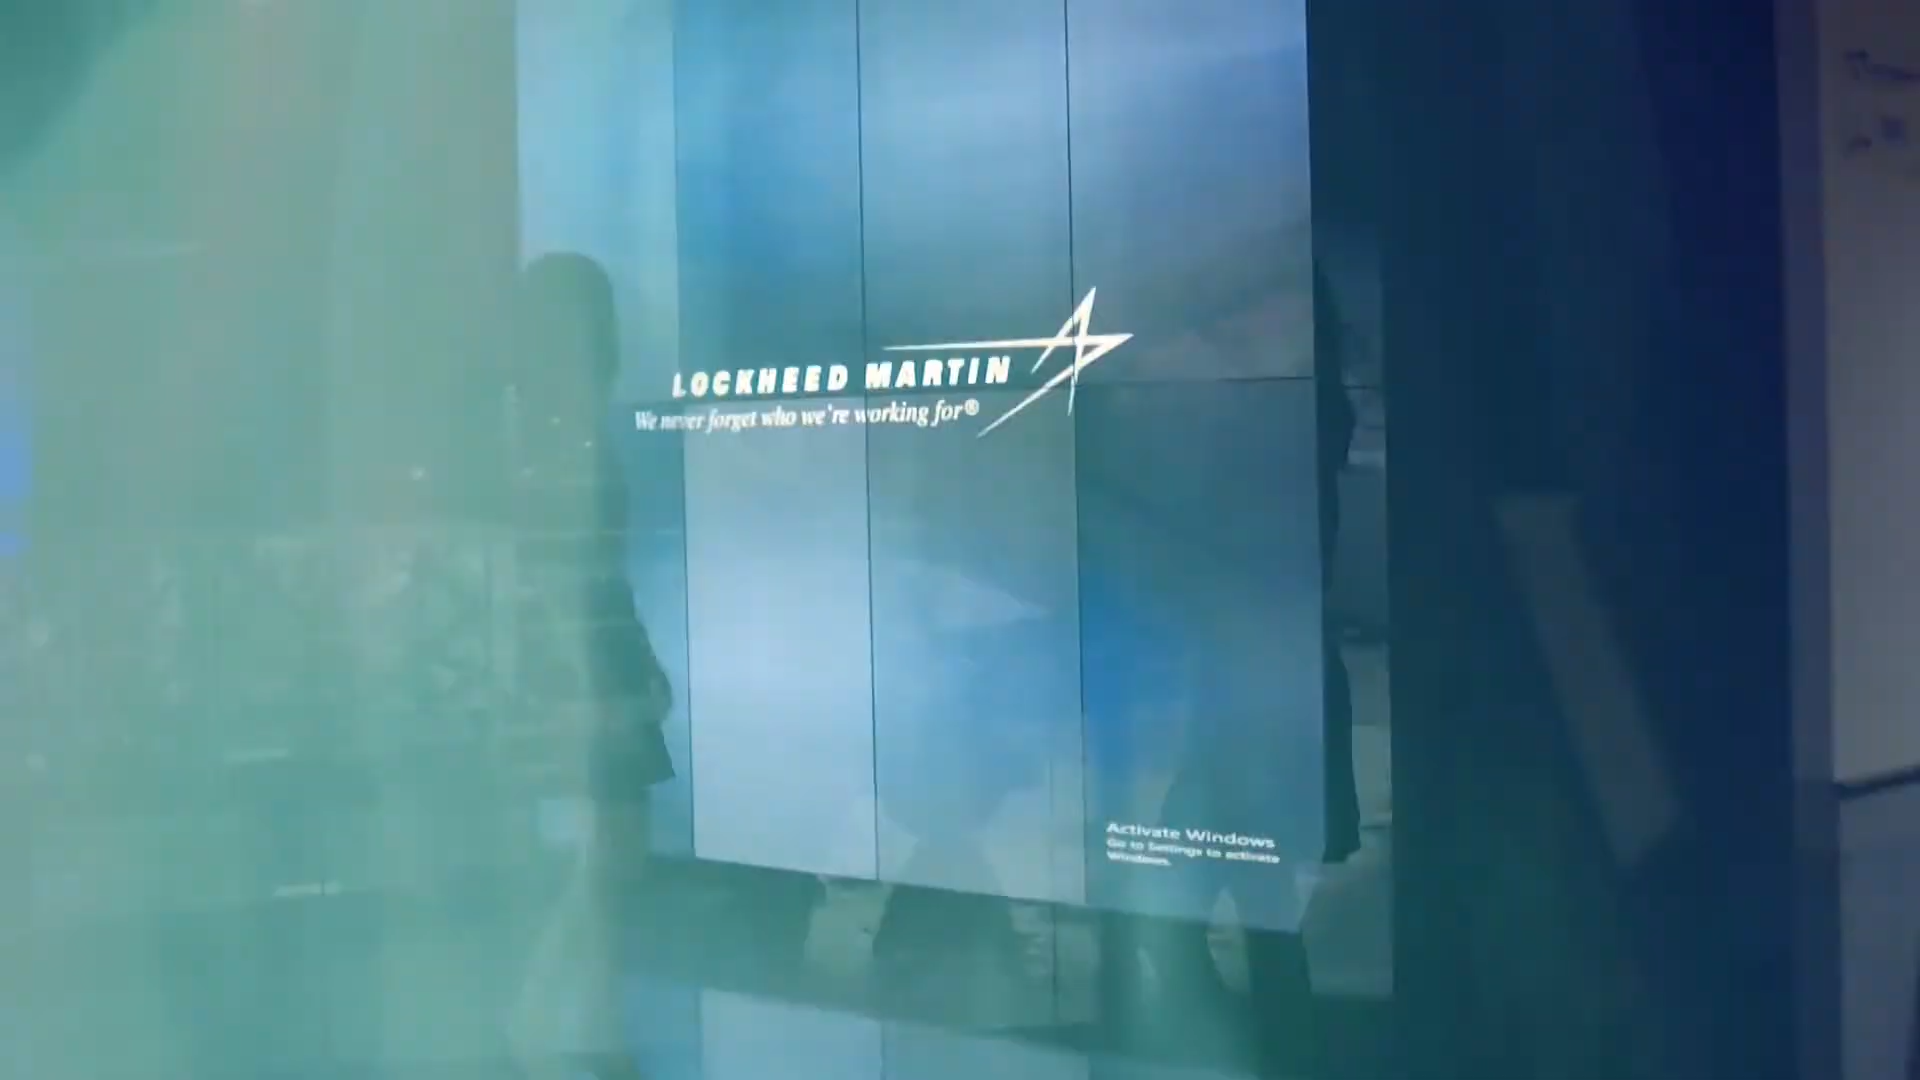 LOCKHEED MARTIN
We never forget who we're working for®
Activate Windows
Go to Settings to activate
Windows.